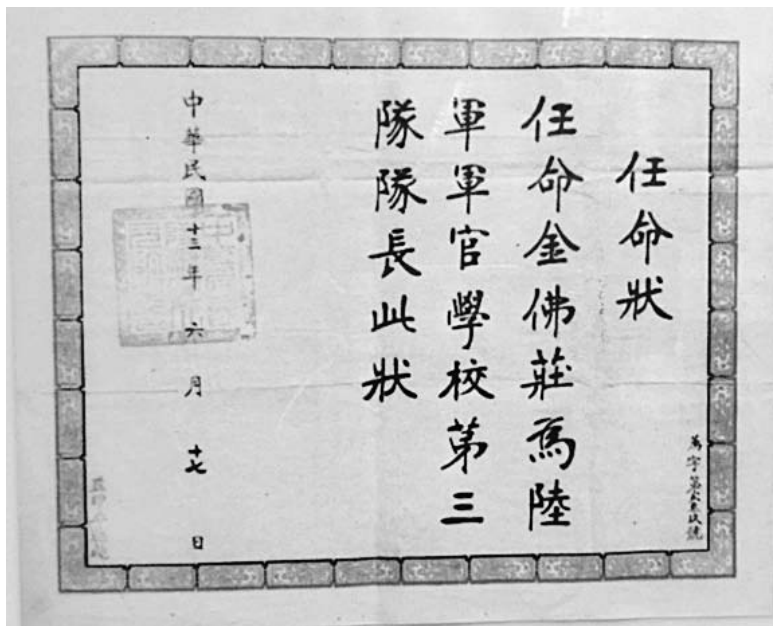 任命狀
任命金佛莊爲陸
軍軍官學校第三
隊隊長此狀
中華民國十三年六月十七日